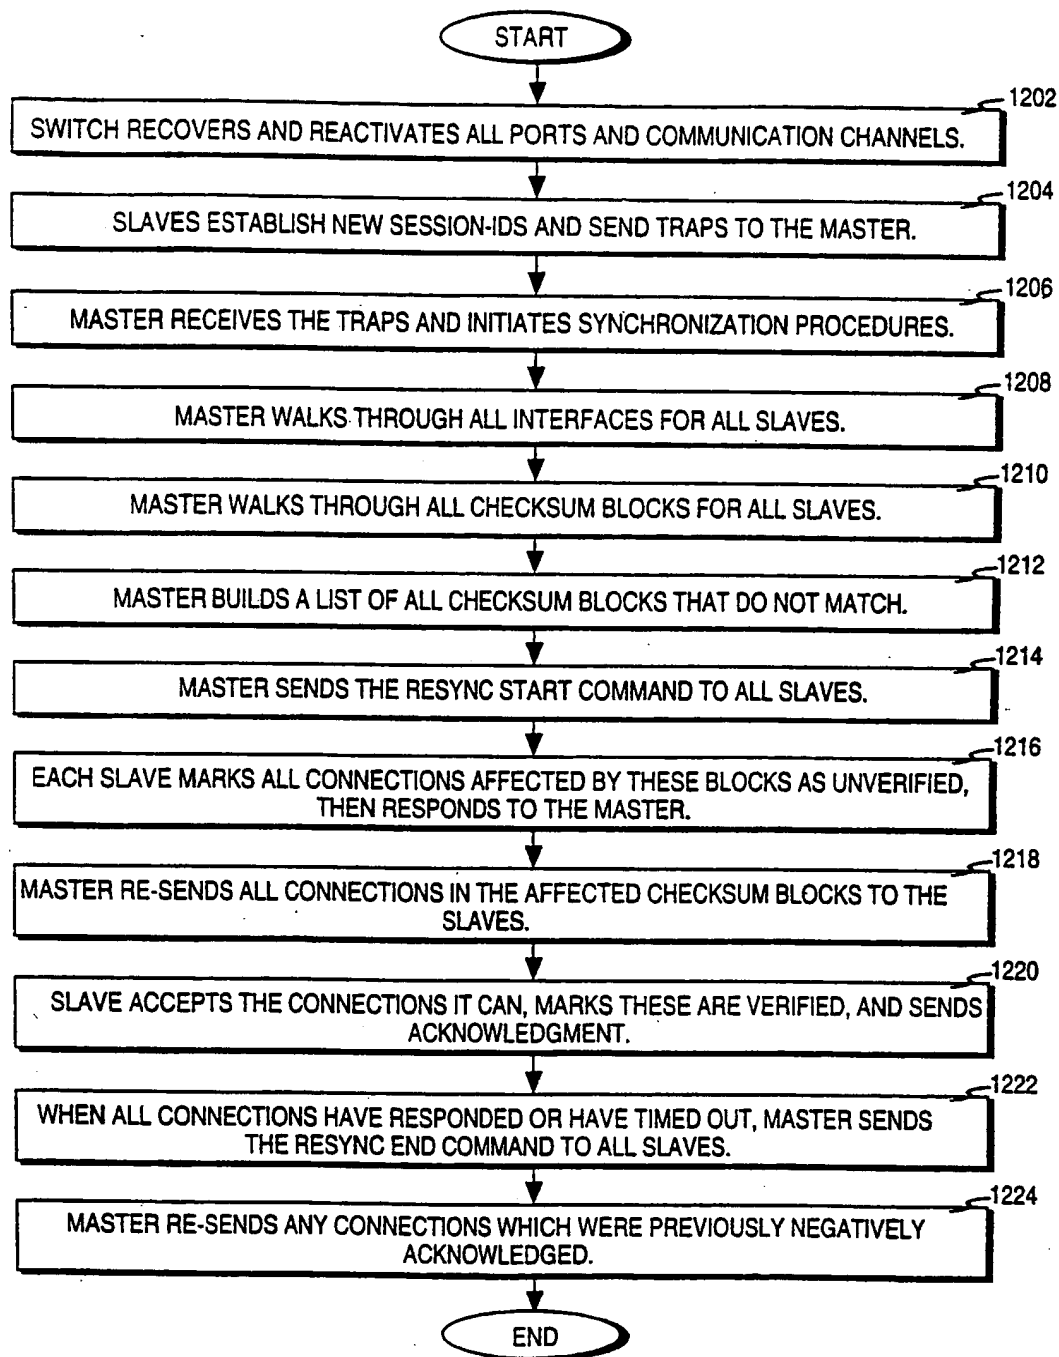 START
1202
SWITCH RECOVERS AND REACTIVATES ALL PORTS AND COMMUNICATION CHANNELS.
1204
SLAVES ESTABLISH NEW SESSION-IDS AND SEND TRAPS TO THE MASTER.
1206
MASTER RECEIVES THE TRAPS AND INITIATES SYNCHRONIZATION PROCEDURES.
1208
MASTER WALKS THROUGH ALL INTERFACES FOR ALL SLAVES.
1210
MASTER WALKS THROUGH ALL CHECKSUM BLOCKS FOR ALL SLAVES.
1212
MASTER BUILDS A LIST OF ALL CHECKSUM BLOCKS THAT DO NOT MATCH.
1214
MASTER SENDS THE RESYNC START COMMAND TO ALL SLAVES.
1216
EACH SLAVE MARKS ALL CONNECTIONS AFFECTED BY THESE BLOCKS AS UNVERIFIED,
THEN RESPONDS TO THE MASTER.
1218
MASTER RE-SENDS ALL CONNECTIONS IN THE AFFECTED CHECKSUM BLOCKS TO THE
SLAVES.
1220
SLAVE ACCEPTS THE CONNECTIONS IT CAN, MARKS THESE ARE VERIFIED, AND SENDS
ACKNOWLEDGMENT.
1222
WHEN ALL CONNECTIONS HAVE RESPONDED OR HAVE TIMED OUT, MASTER SENDS
THE RESYNC END COMMAND TO ALL SLAVES.
1224
MASTER RE-SENDS ANY CONNECTIONS WHICH WERE PREVIOUSLY NEGATIVELY
ACKNOWLEDGED.
END